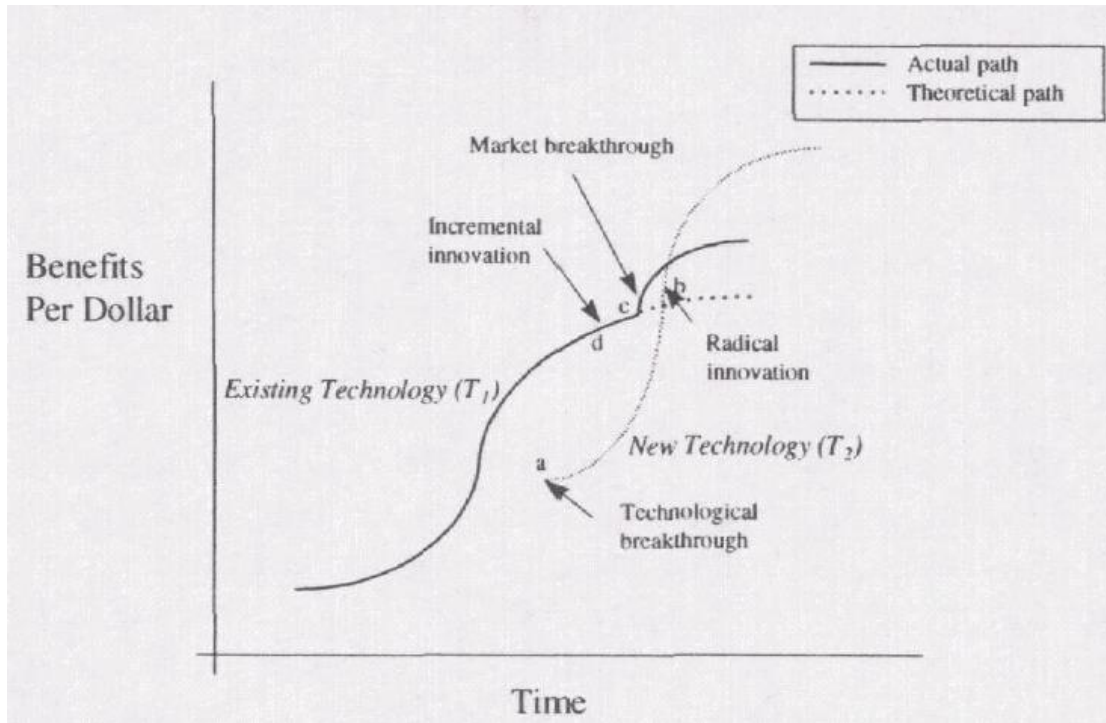 Actual path
Theoretical path
Market breakthrough
Incremental
innovation
Benefits
Per Dollar
c
b
d
Radical
innovation
Existing Technology (T₁)
New Technology (T₂)
a
Technological
breakthrough
Time